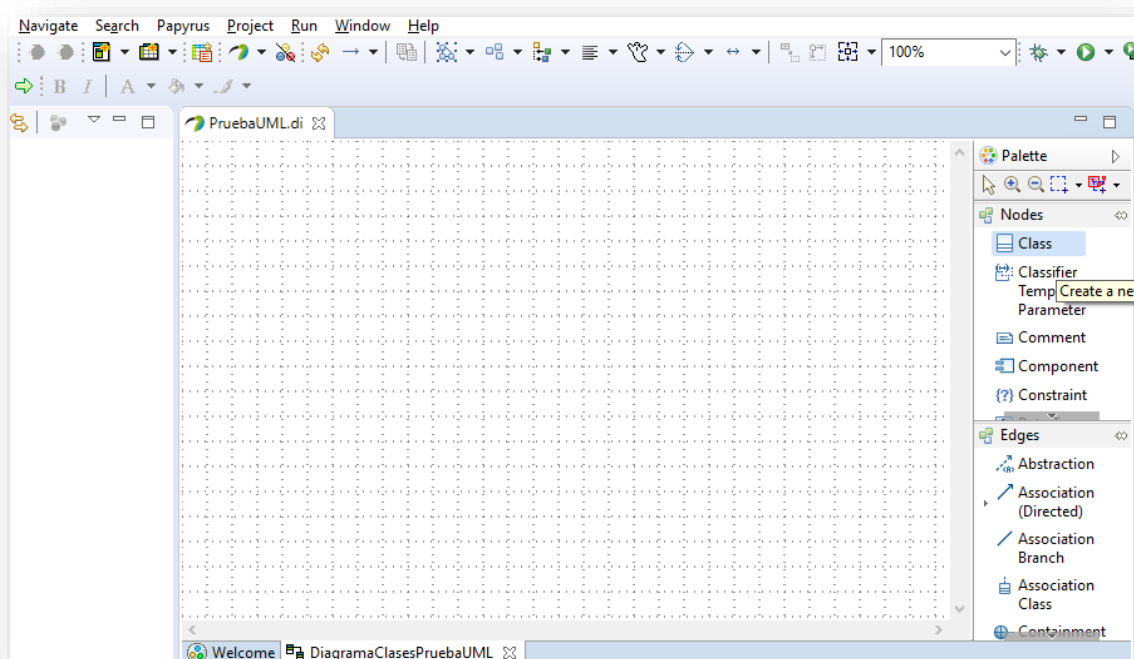 Navigate Search Papyrus Project Run Window Help
100%
B I A
PruebaUML.di
Palette
Nodes
Class
Classifier
Temp Create a ne
Parameter
Comment
Component
{?} Constraint
Edges
Abstraction
Association
(Directed)
Association
Branch
Association
Class
Containment
Welcome DiagramaClasesPruebaUML